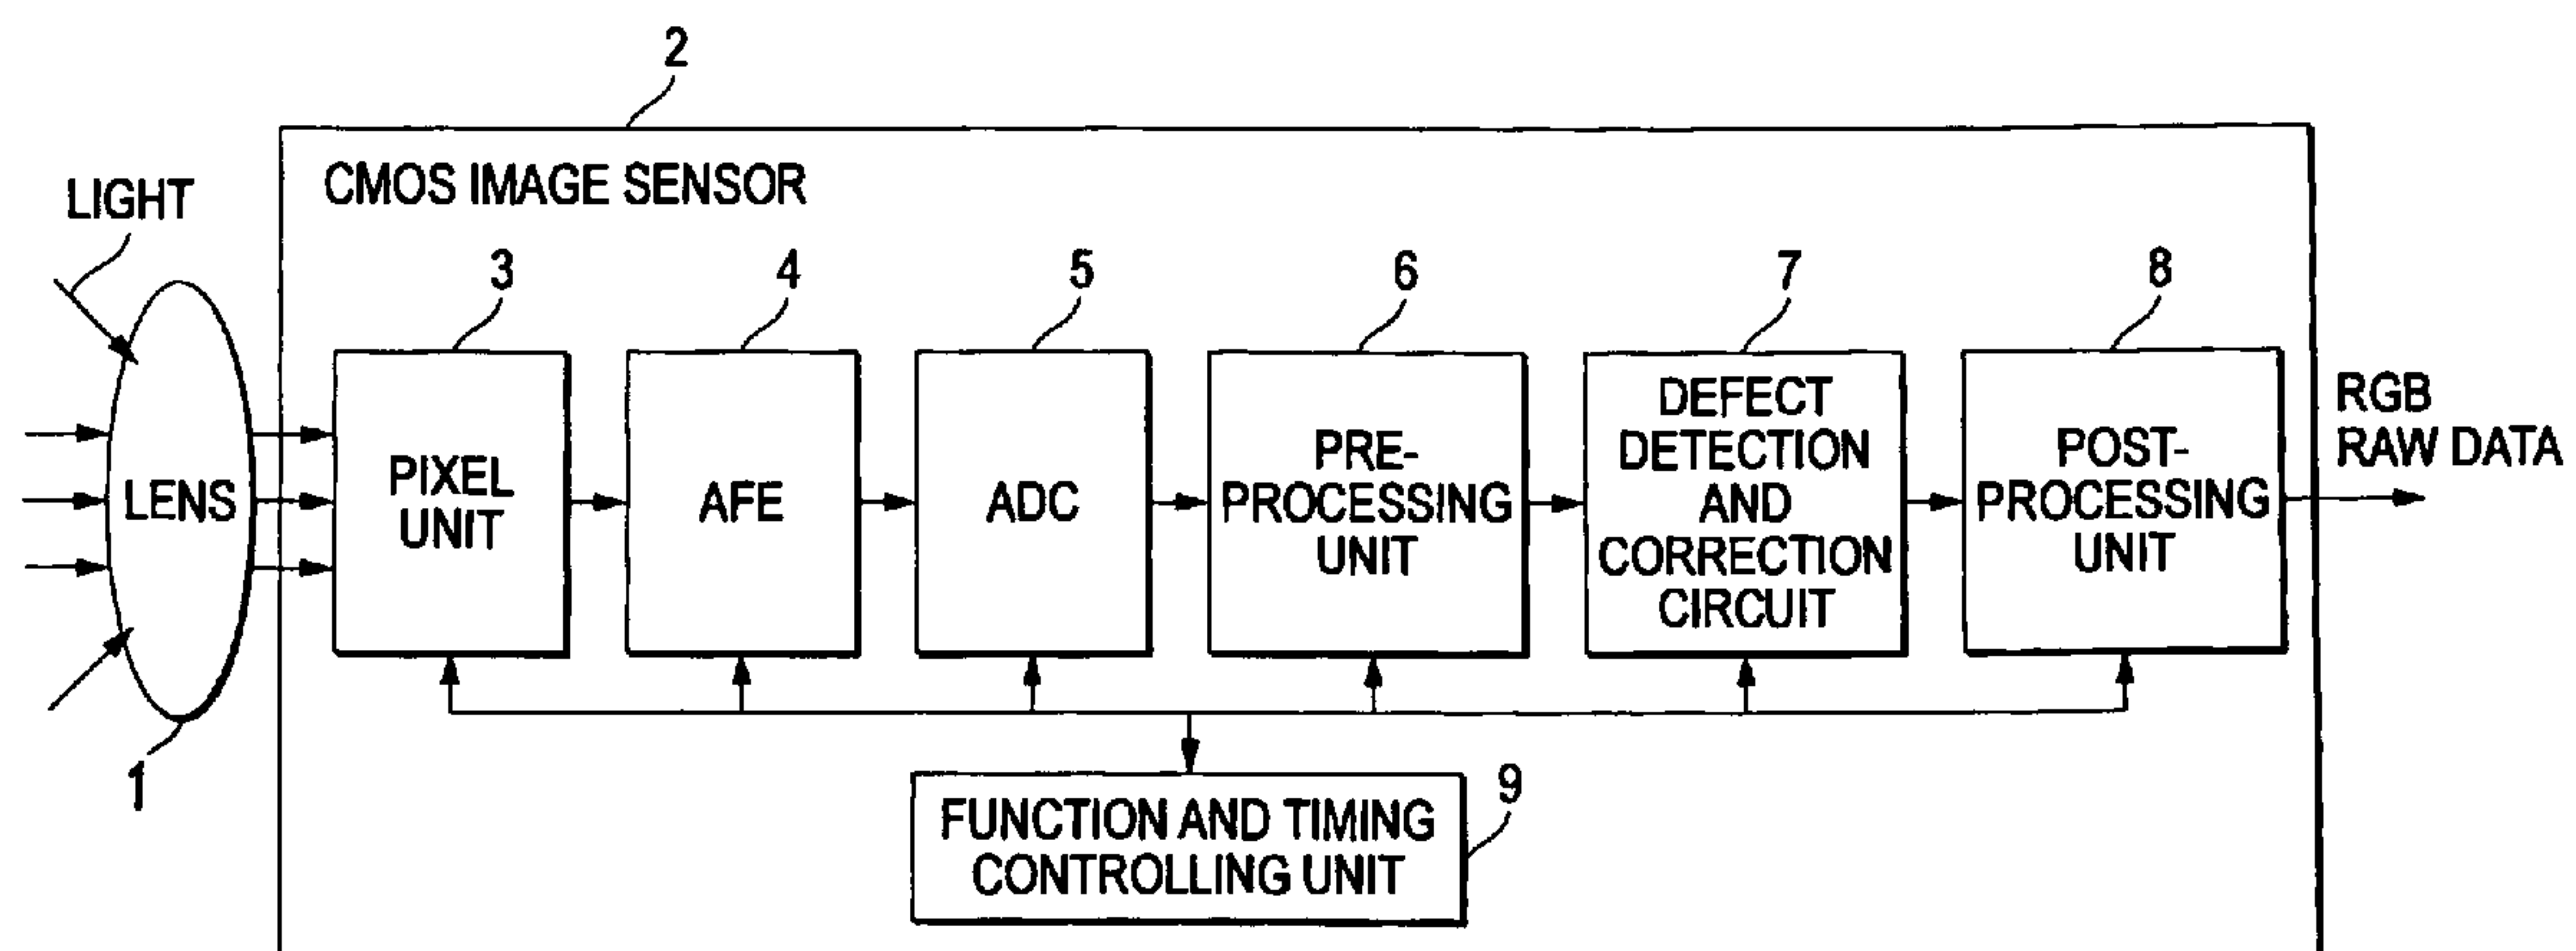 2
CMOS IMAGE SENSOR
LIGHT
3
4
5
6
7
8
LENS
PIXEL
UNIT
AFE
ADC
PRE-
PROCESSING
UNIT
DEFECT
DETECTION
AND
CORRECTION
CIRCUIT
POST-
PROCESSING
UNIT
RGB
RAW DATA
1
FUNCTION AND TIMING
CONTROLLING UNIT
9